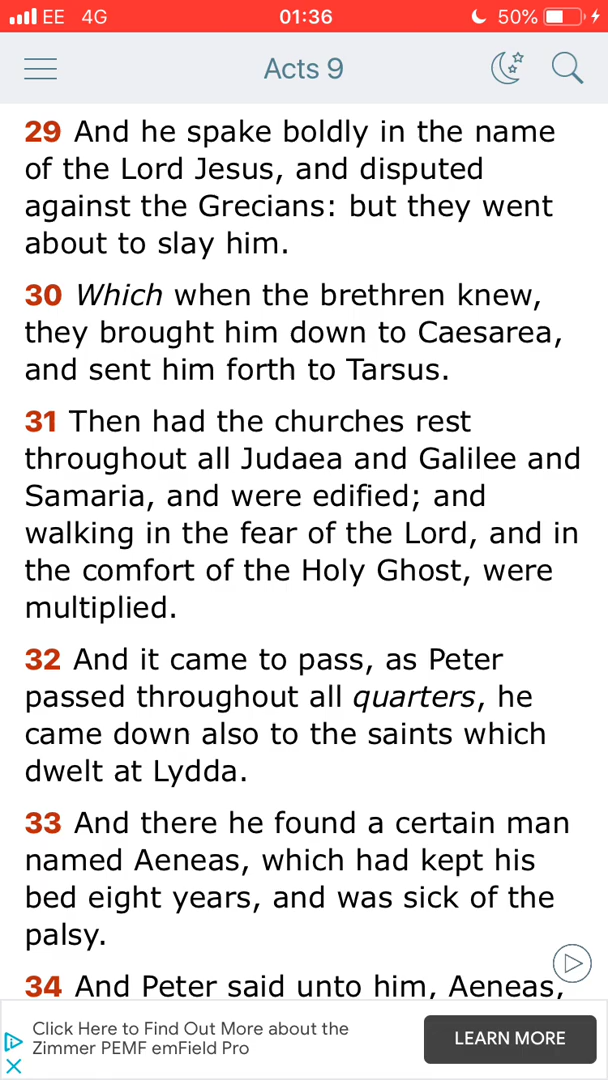 EE 4G 01:36 50%
Acts 9
29 And he spake boldly in the name
of the Lord Jesus, and disputed
against the Grecians: but they went
about to slay him.
30 Which when the brethren knew,
they brought him down to Caesarea,
and sent him forth to Tarsus.
31 Then had the churches rest
throughout all Judaea and Galilee and
Samaria, and were edified; and
walking in the fear of the Lord, and in
the comfort of the Holy Ghost, were
multiplied.
32 And it came to pass, as Peter
passed throughout all quarters, he
came down also to the saints which
dwelt at Lydda.
33 And there he found a certain man
named Aeneas, which had kept his
bed eight years, and was sick of the
palsy.
34 And Peter said unto him, Aeneas,
Click Here to Find Out More about the
Zimmer PEMF emField Pro
LEARN MORE